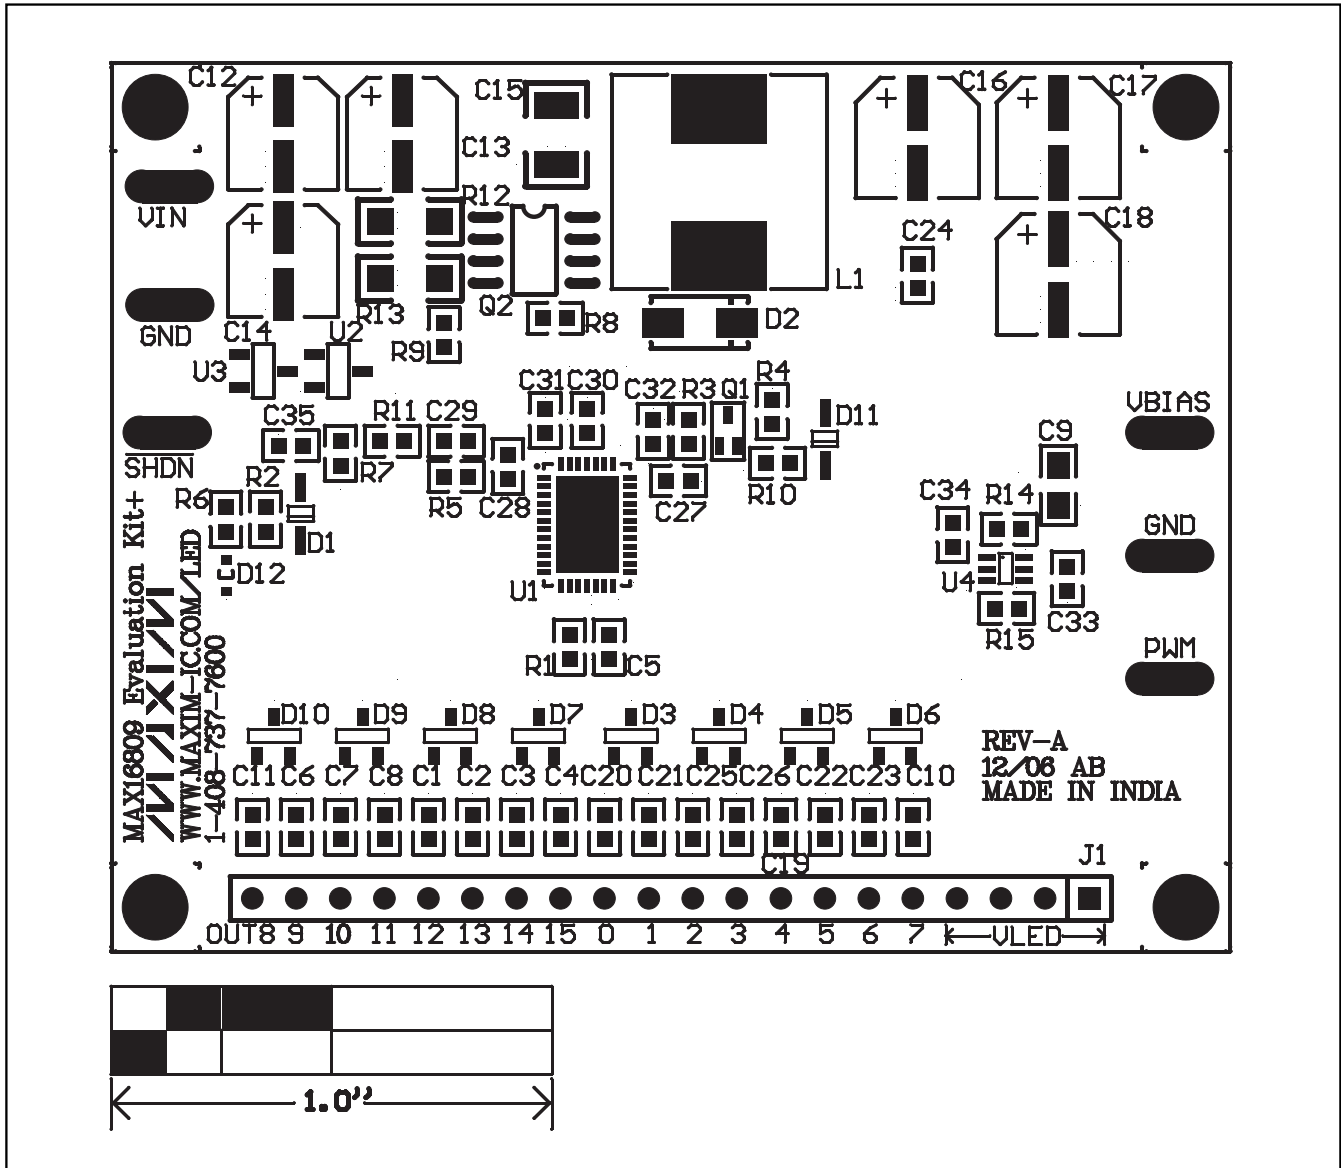 C12
C15
C16
C17
+
+
+
+
C13
R12
VIN
+
+
C18
C24
L1
Q2
R13
R8
D2
GND
C14
U2
R9
U3
C31
C30
R4
C32
R3
Q1
VBIAS
C35
R11
C29
D11
C9
SHDN
R7
R2
R6
R5
C28
C27
R10
C34
R14
GND
D1
D12
U1
U4
C33
R15
R1
C5
PWM
MAX16809 Evaluation Kit+
MAXIM
WWW.MAXIM-IC.COM/LED
1-408-737-7600
D10
D9
D8
D7
D3
D4
D5
D6
C11 C6 C7 C8 C1 C2 C3 C4 C20 C21 C25 C26 C22 C23 C10
REV-A
12/06 AB
MADE IN INDIA
C19
J1
OUT8 9 10 11 12 13 14 15 0 1 2 3 4 5 6 7 VLED
1.0"